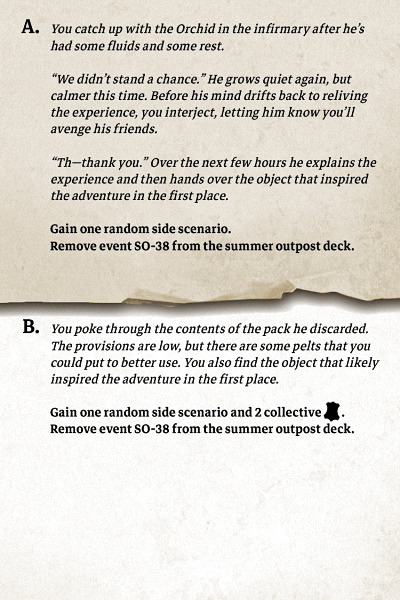 A. You catch up with the Orchid in the infirmary after he’s
had some fluids and some rest.
“We didn’t stand a chance.” He grows quiet again, but
calmer this time. Before his mind drifts back to reliving
the experience, you interject, letting him know you’ll
avenge his friends.
“Th—thank you.” Over the next few hours he explains the
experience and then hands over the object that inspired
the adventure in the first place.
Gain one random side scenario.
Remove event SO-38 from the summer outpost deck.
B. You poke through the contents of the pack he discarded.
The provisions are low, but there are some pelts that you
could put to better use. You also find the object that likely
inspired the adventure in the first place.
Gain one random side scenario and 2 collective .
Remove event SO-38 from the summer outpost deck.